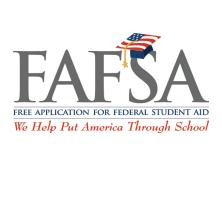 FAFSA
FREE APPLICATION FOR FEDERAL STUDENT AID
We Help Put America Through School